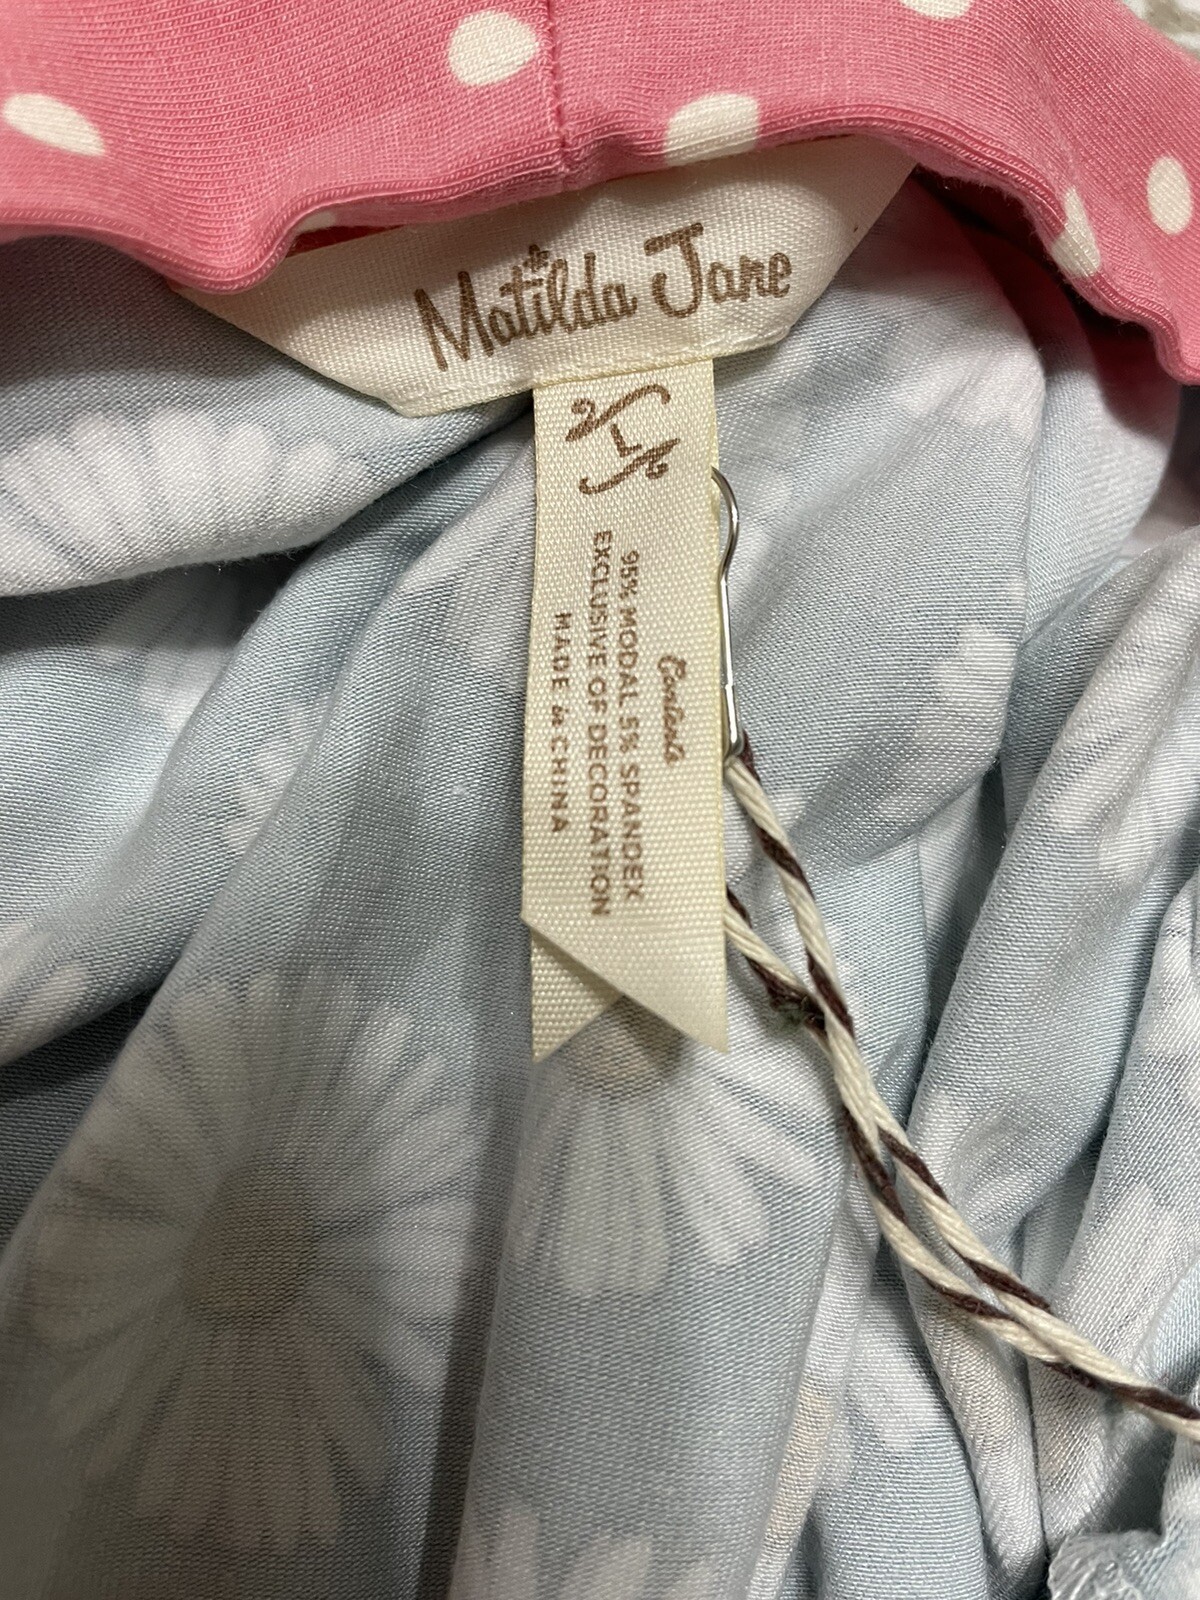 Matilda Jane
L
Contents
95% MODAL 5% SPANDEX
EXCLUSIVE OF DECORATION
MADE in CHINA